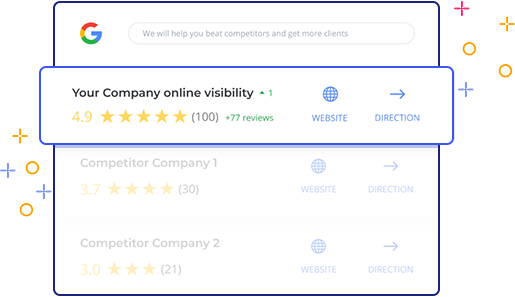 We will help you beat competitors and get more clients
Your Company online visibility 1
4.9 (100) +77 reviews
WEBSITE DIRECTION
Competitor Company 1
3.7 (30)
WEBSITE DIRECTION
Competitor Company 2
3.0 (21)
WEBSITE DIRECTION